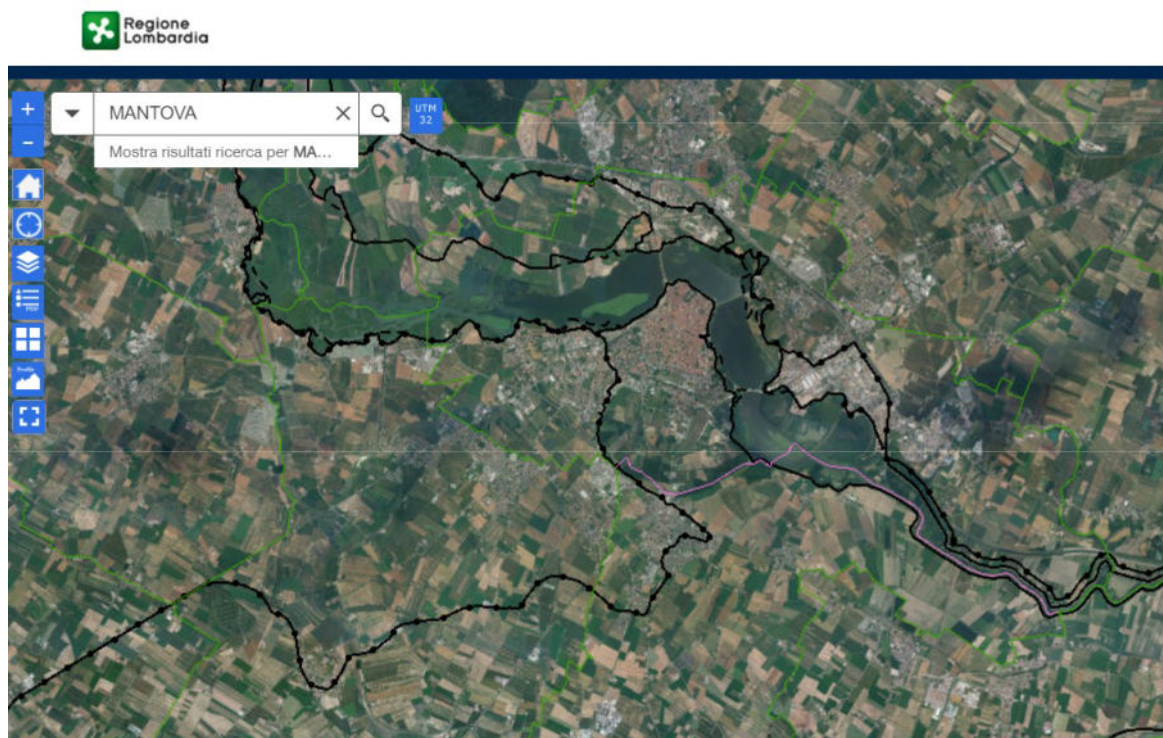 Regione
Lombardia
MANTOVA
UTM
32
Mostra risultati ricerca per MA...